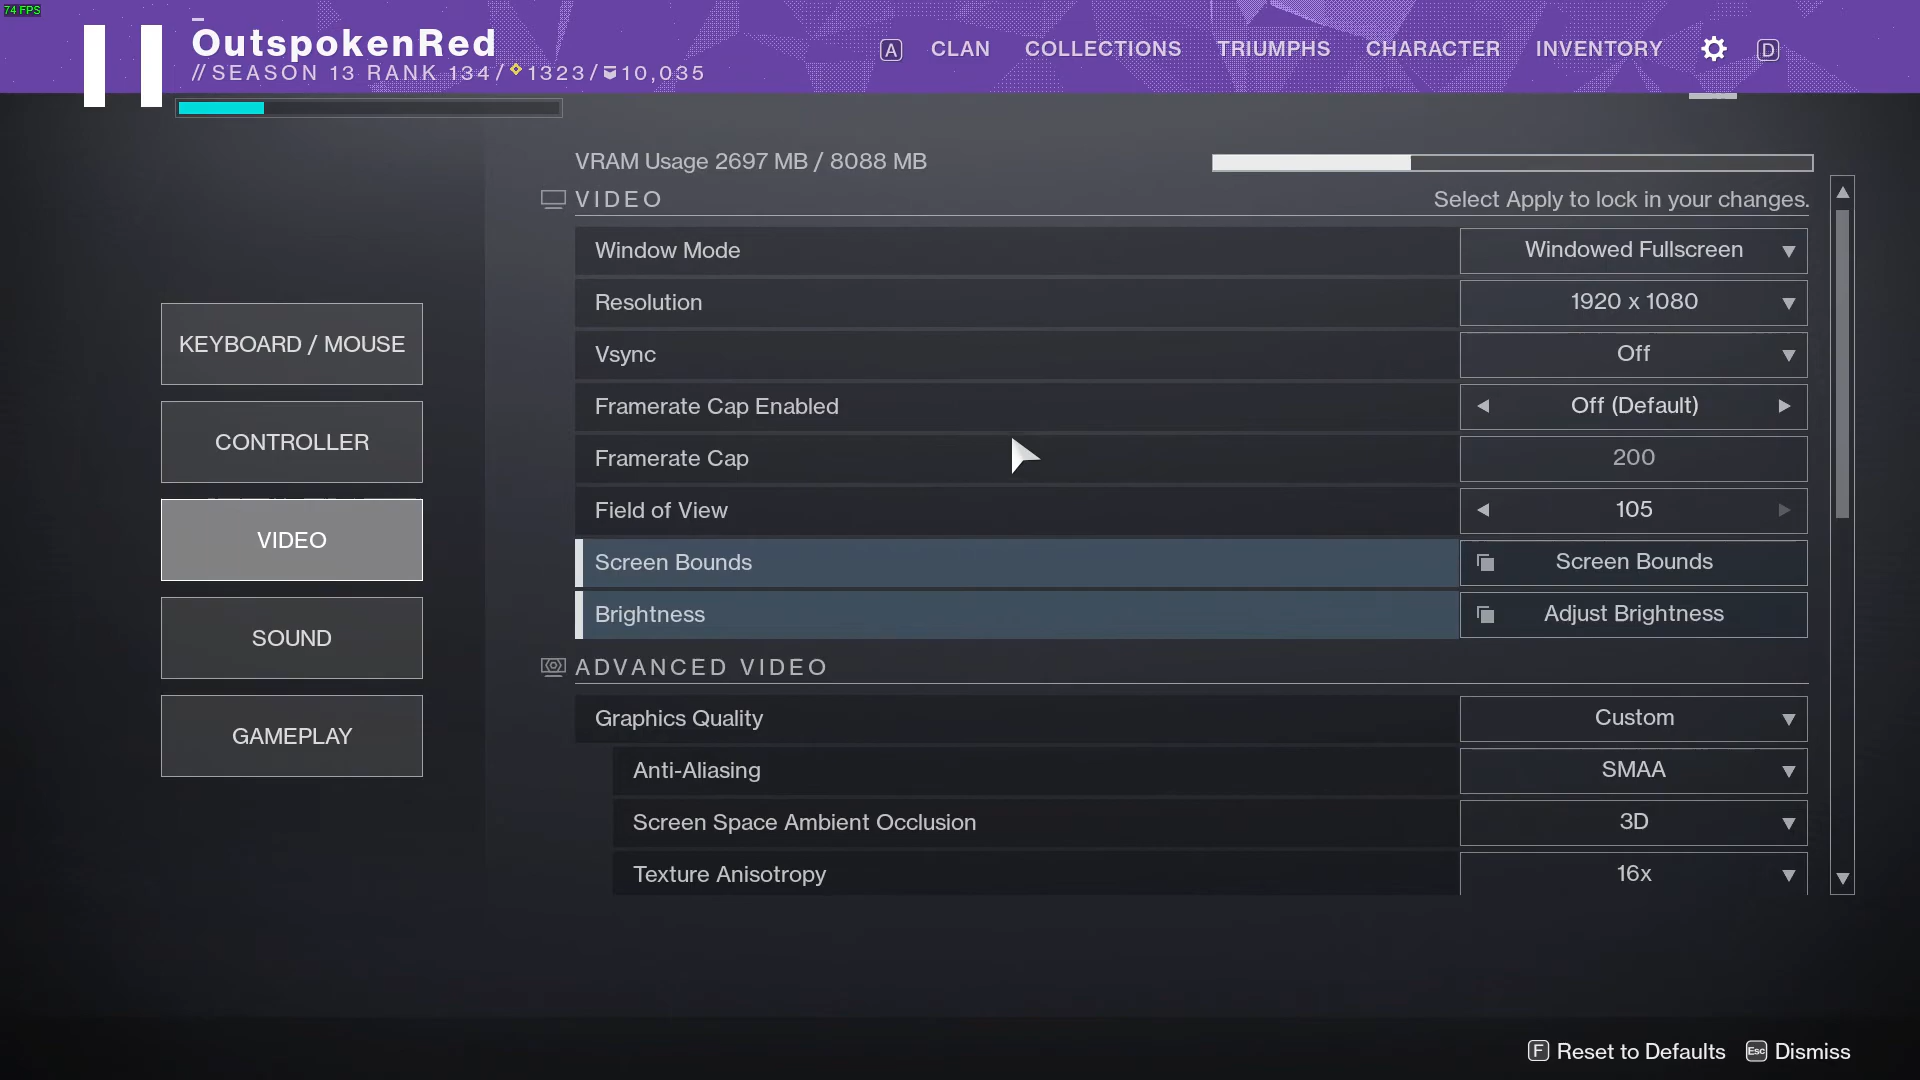 74 FPS
OutspokenRed
// SEASON 13 RANK 134/1323/10,035
A CLAN COLLECTIONS TRIUMPHS CHARACTER INVENTORY D
VRAM Usage 2697 MB / 8088 MB
VIDEO Select Apply to lock in your changes.
Window Mode Windowed Fullscreen
Resolution 1920 x 1080
Vsync Off
Framerate Cap Enabled Off (Default)
Framerate Cap 200
Field of View 105
Screen Bounds Screen Bounds
Brightness Adjust Brightness
ADVANCED VIDEO
Graphics Quality Custom
Anti-Aliasing SMAA
Screen Space Ambient Occlusion 3D
Texture Anisotropy 16x
KEYBOARD / MOUSE
CONTROLLER
VIDEO
SOUND
GAMEPLAY
F Reset to Defaults Esc Dismiss